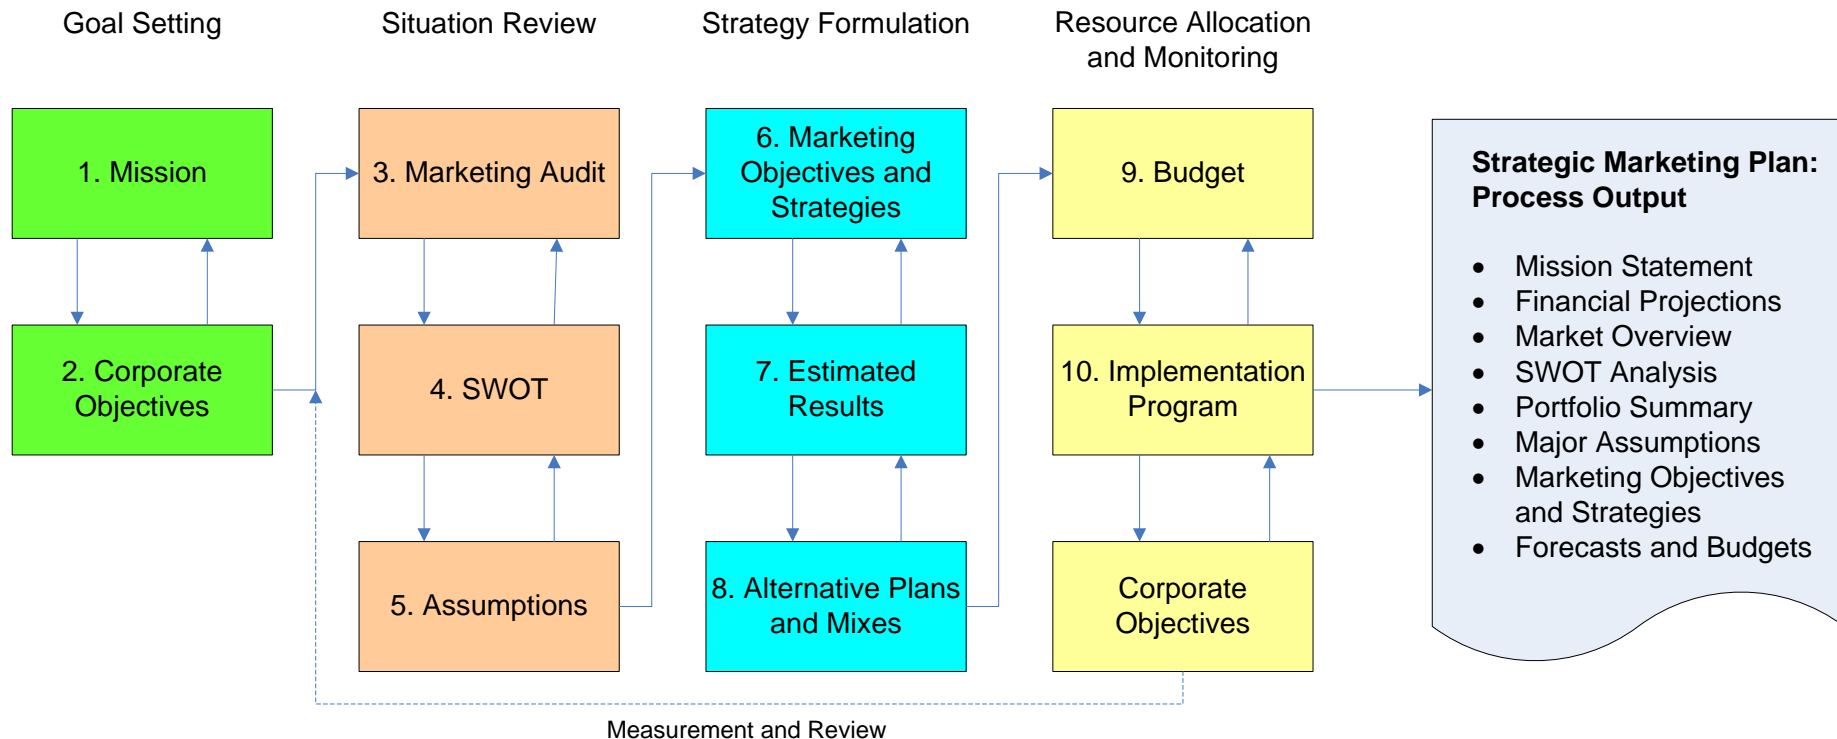 Goal Setting
Situation Review
Strategy Formulation
Resource Allocation
and Monitoring
1. Mission
2. Corporate
Objectives
3. Marketing Audit
4. SWOT
5. Assumptions
6. Marketing
Objectives and
Strategies
7. Estimated
Results
8. Alternative Plans
and Mixes
9. Budget
10. Implementation
Program
Corporate
Objectives
Strategic Marketing Plan:
Process Output
• Mission Statement
• Financial Projections
• Market Overview
• SWOT Analysis
• Portfolio Summary
• Major Assumptions
• Marketing Objectives
and Strategies
• Forecasts and Budgets
Measurement and Review